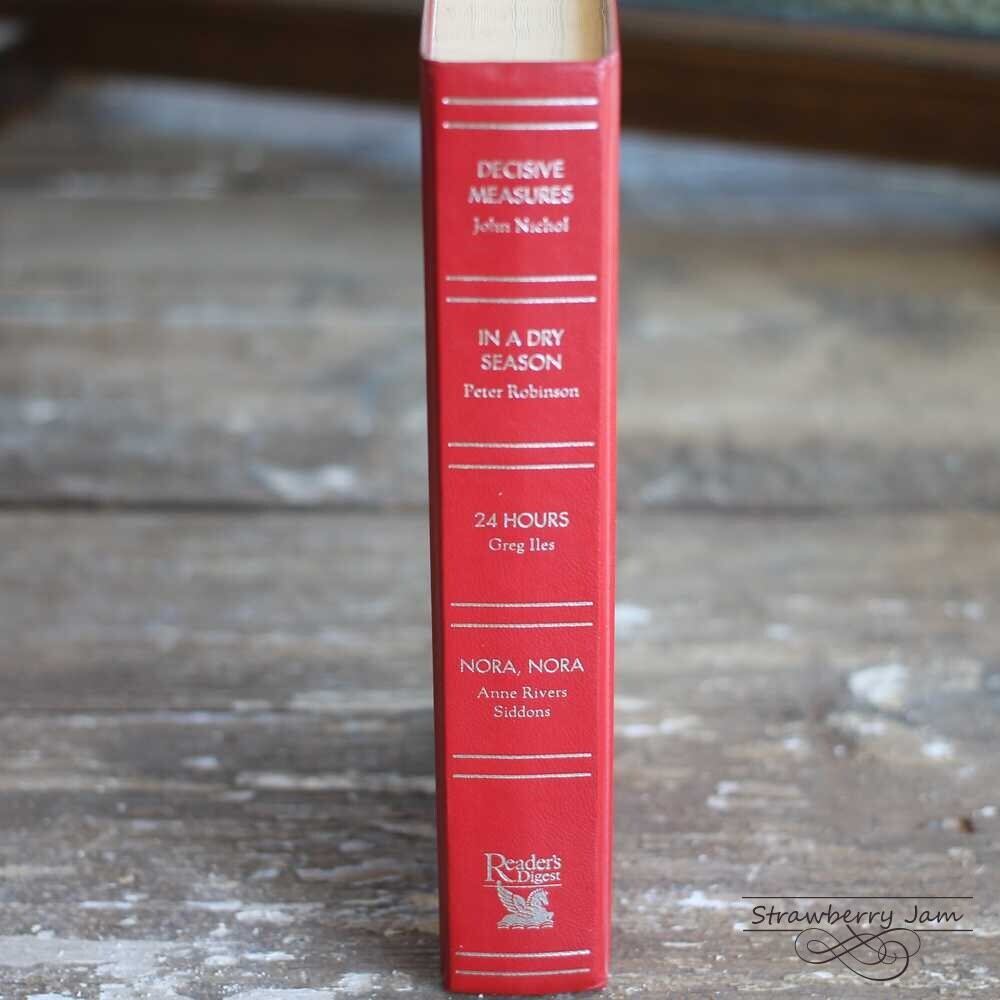 DECISIVE
MEASURES
John Nichol
IN A DRY
SEASON
Peter Robinson
24 HOURS
Greg Iles
NORA, NORA
Anne Rivers
Siddons
Reader's
Digest
Strawberry Jam